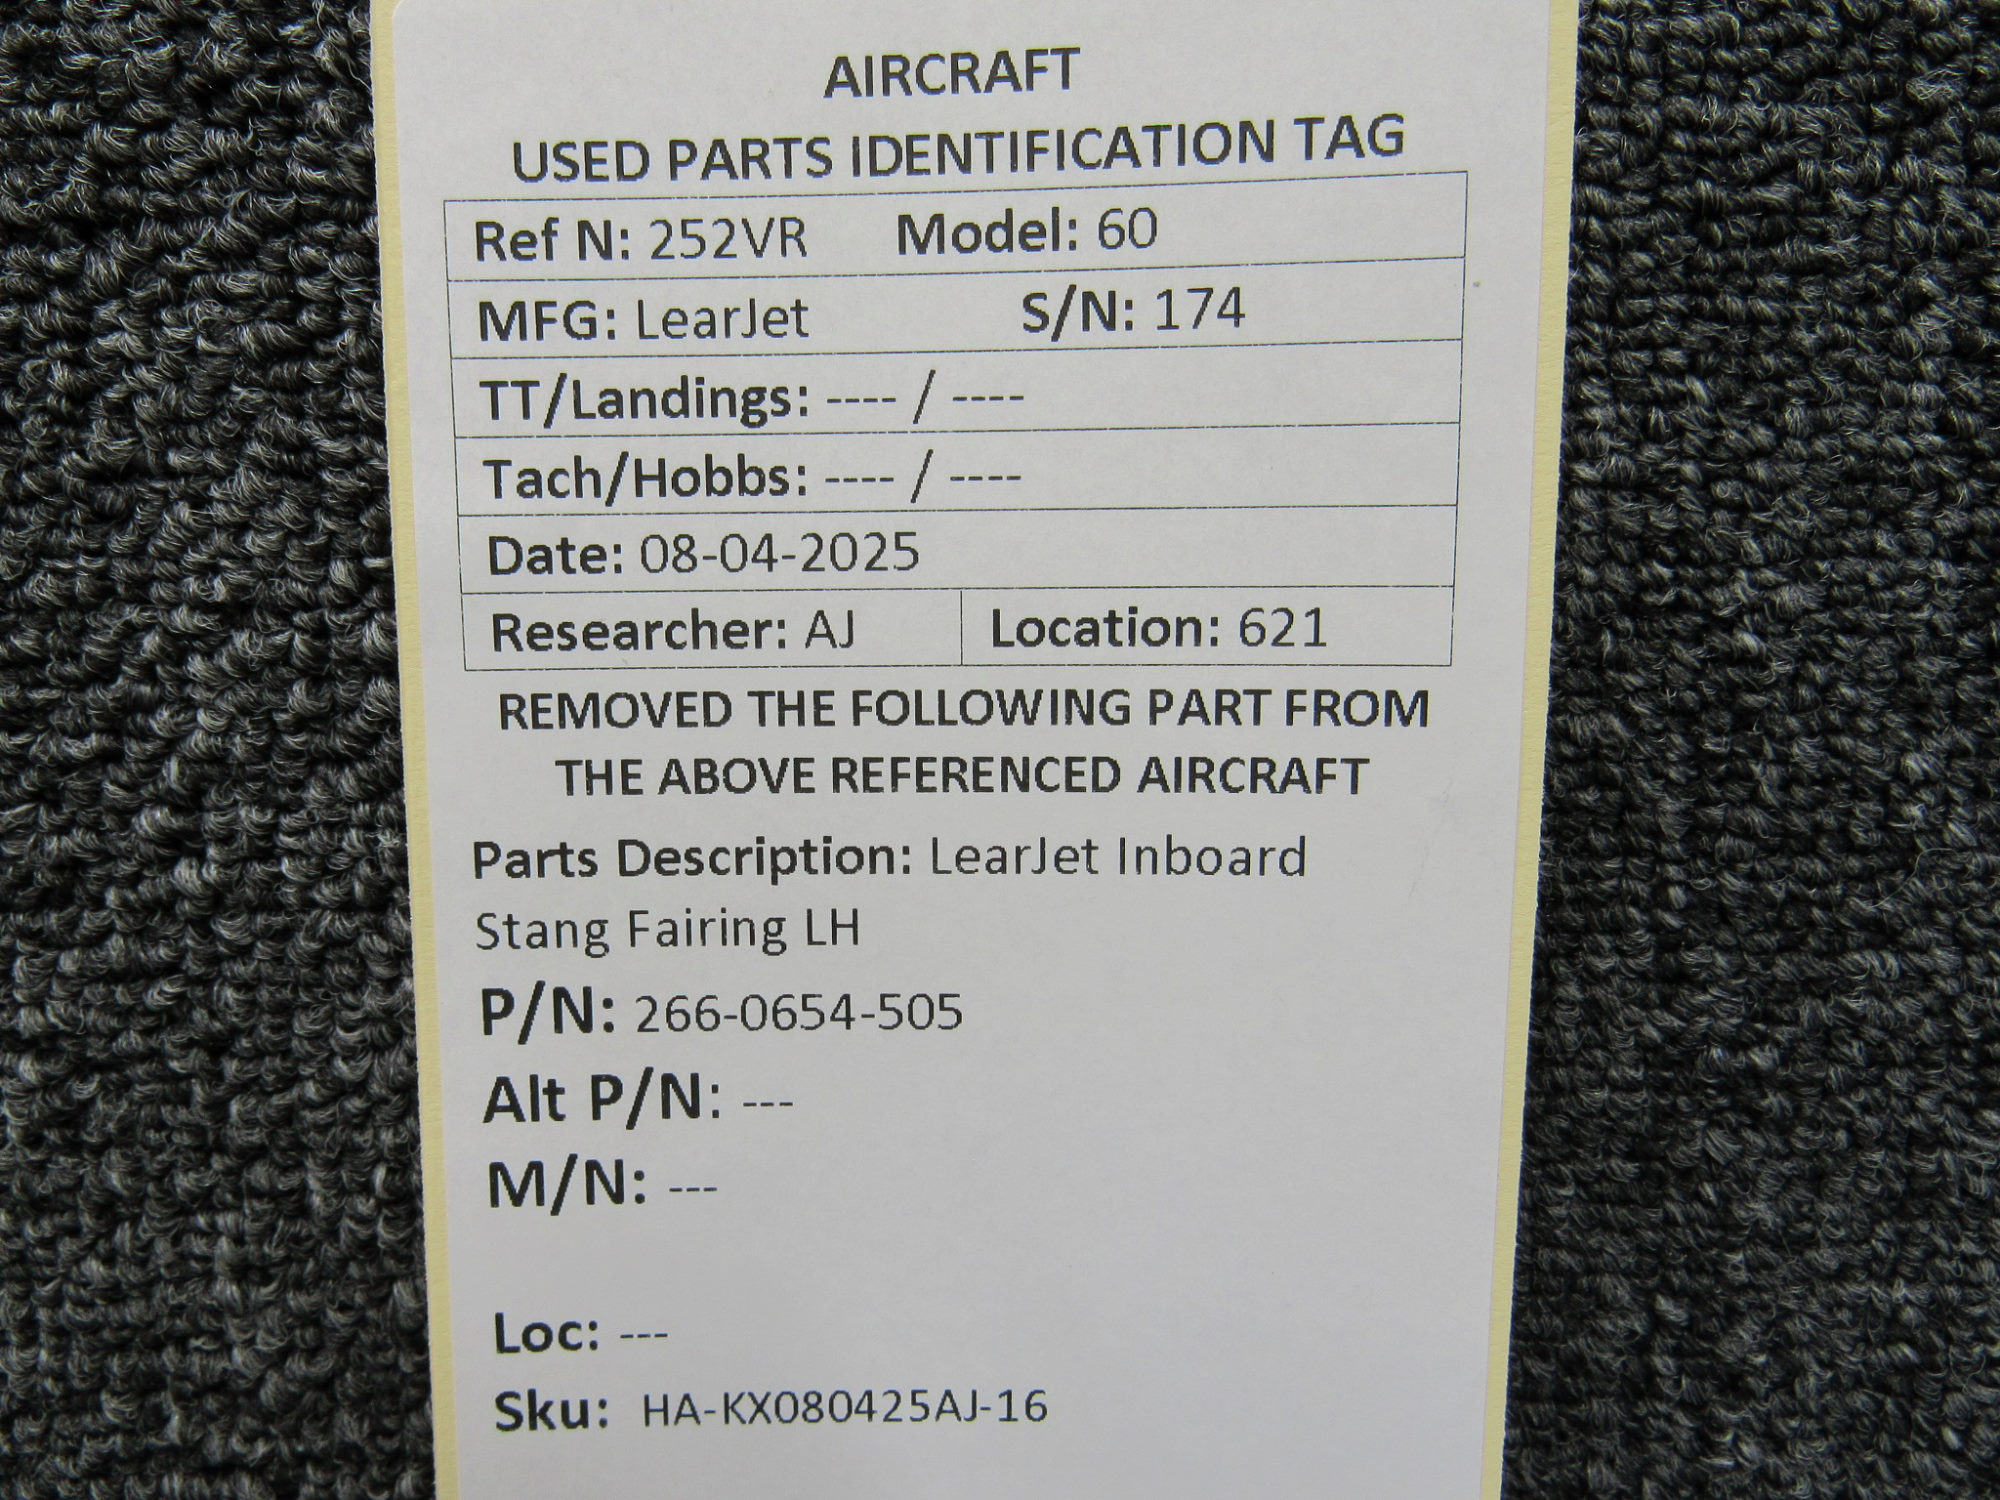 AIRCRAFT
USED PARTS IDENTIFICATION TAG
Ref N: 252VR Model: 60
MFG: LearJet S/N: 174
TT/Landings: ---- / ----
Tach/Hobbs: ---- / ----
Date: 08-04-2025
Researcher: AJ Location: 621
REMOVED THE FOLLOWING PART FROM
THE ABOVE REFERENCED AIRCRAFT
Parts Description: LearJet Inboard
Stang Fairing LH
P/N: 266-0654-505
Alt P/N: ---
M/N: ---
Loc: ---
Sku: HA-KX080425AJ-16